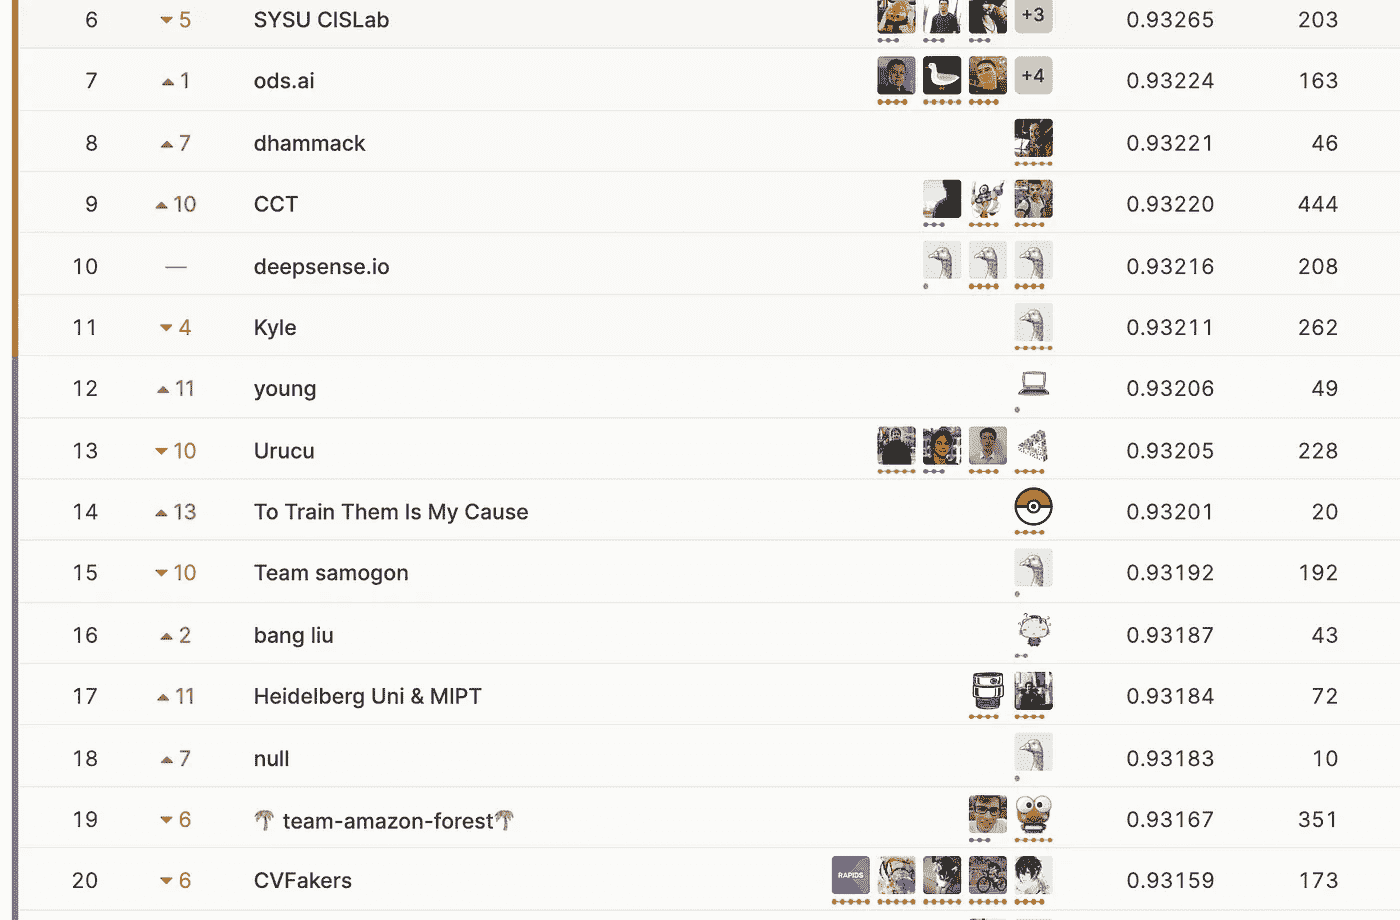 6 5 SYSU CISLab +3 0.93265 203
7 1 ods.ai +4 0.93224 163
8 7 dhammack 0.93221 46
9 10 CCT 0.93220 444
10 — deepsense.io 0.93216 208
11 4 Kyle 0.93211 262
12 11 young 0.93206 49
13 10 Urucu 0.93205 228
14 13 To Train Them Is My Cause 0.93201 20
15 10 Team samogon 0.93192 192
16 2 bang liu 0.93187 43
17 11 Heidelberg Uni & MIPT 0.93184 72
18 7 null 0.93183 10
19 6 🌴 team-amazon-forest🌴 0.93167 351
20 6 CVFakers RAPIDS 0.93159 173